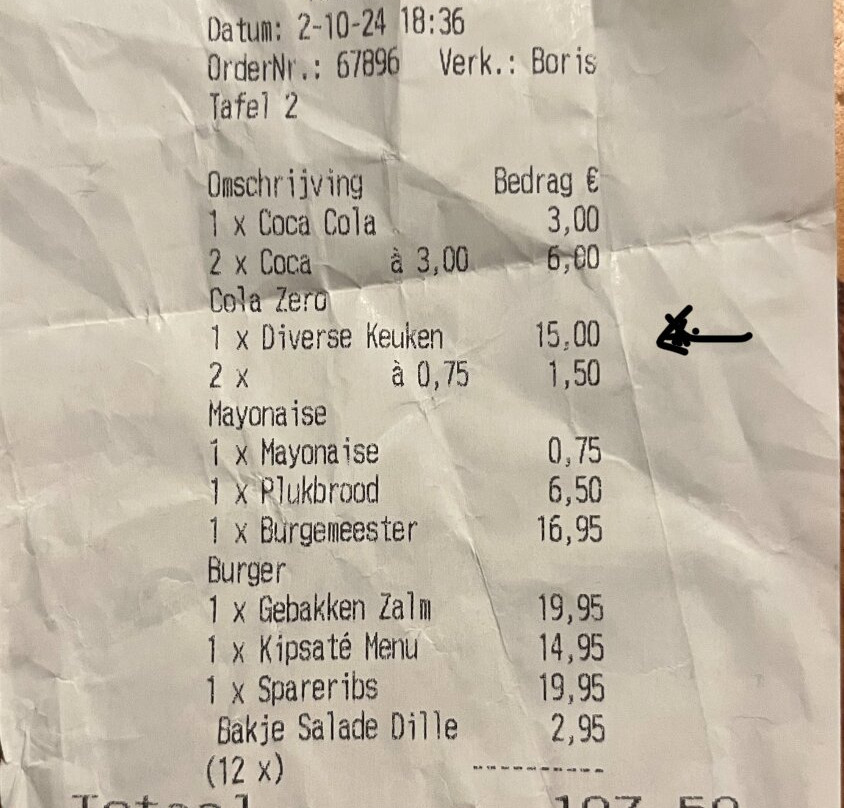 Datum: 2-10-24 18:36
OrderNr.: 67896 Verk.: Boris
Tafel 2
Omschrijving Bedrag €
1 x Coca Cola 3,00
2 x Coca à 3,00 6,00
Cola Zero
1 x Diverse Keuken 15,00
2 x à 0,75 1,50
Mayonaise
1 x Mayonaise 0,75
1 x Plukbrood 6,50
1 x Burgemeester 16,95
Burger
1 x Gebakken Zalm 19,95
1 x Kipsaté Menu 14,95
1 x Spareribs 19,95
Bakje Salade Dille 2,95
(12 x) ----------
Totaal 107,50